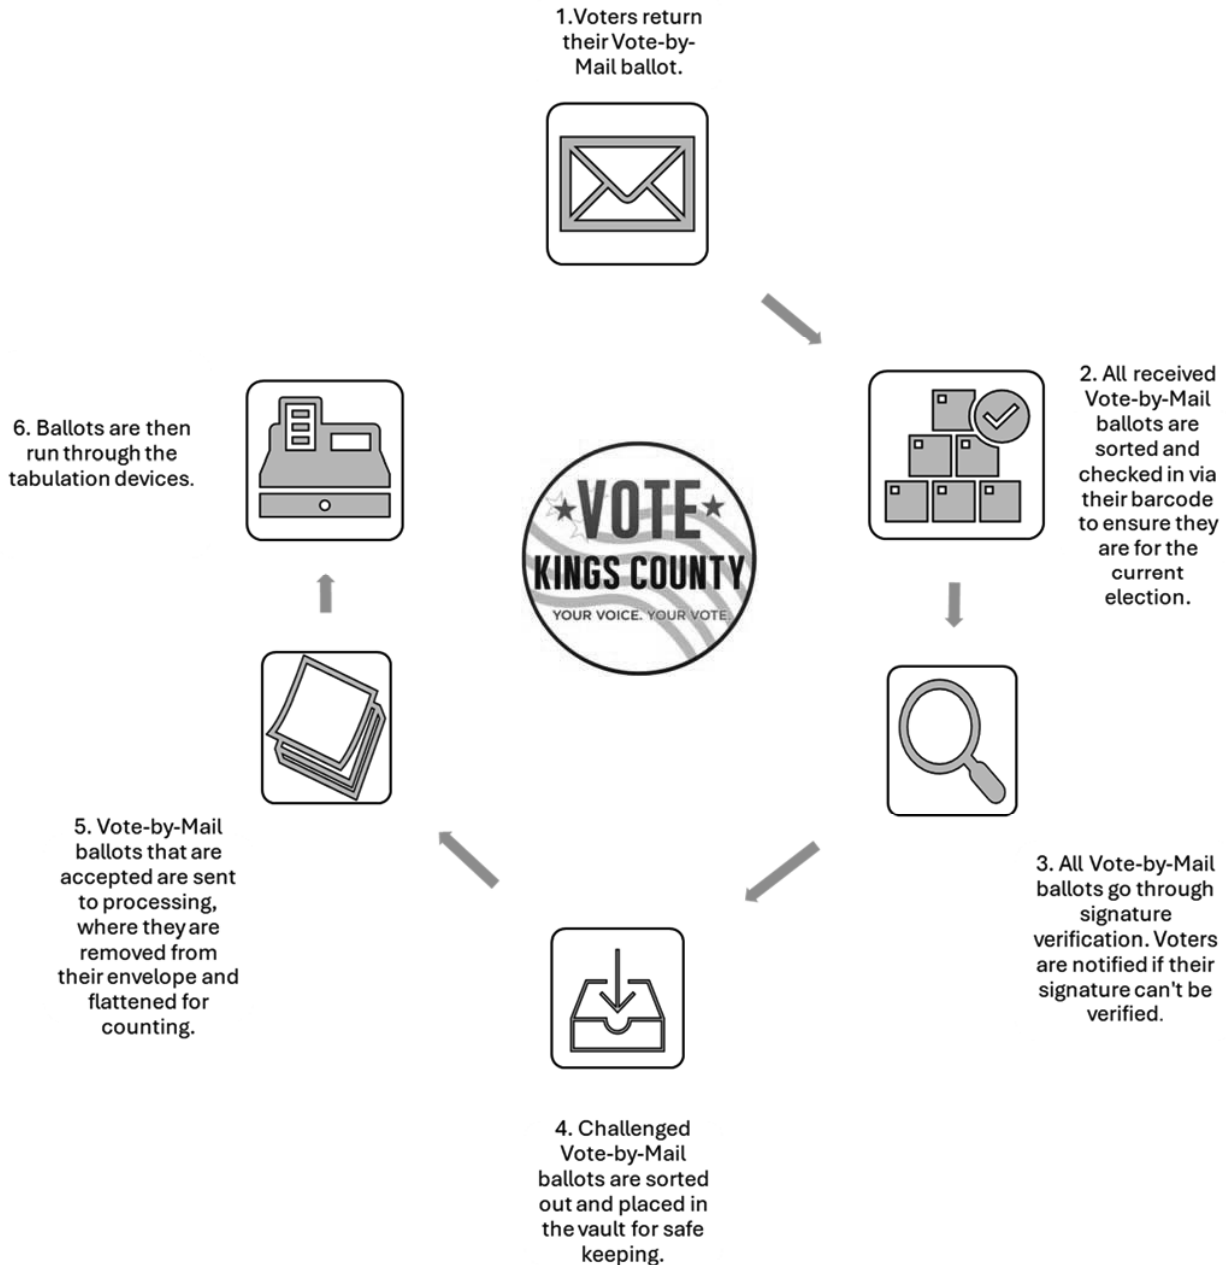 1.Voters return
their Vote-by-
Mail ballot.
2. All received
Vote-by-Mail
ballots are
sorted and
checked in via
their barcode
to ensure they
are for the
current
election.
3. All Vote-by-Mail
ballots go through
signature
verification. Voters
are notified if their
signature can't be
verified.
4. Challenged
Vote-by-Mail
ballots are sorted
out and placed in
the vault for safe
keeping.
5. Vote-by-Mail
ballots that are
accepted are sent
to processing,
where they are
removed from
their envelope and
flattened for
counting.
6. Ballots are then
run through the
tabulation devices.
VOTE
KINGS COUNTY
YOUR VOICE. YOUR VOTE.